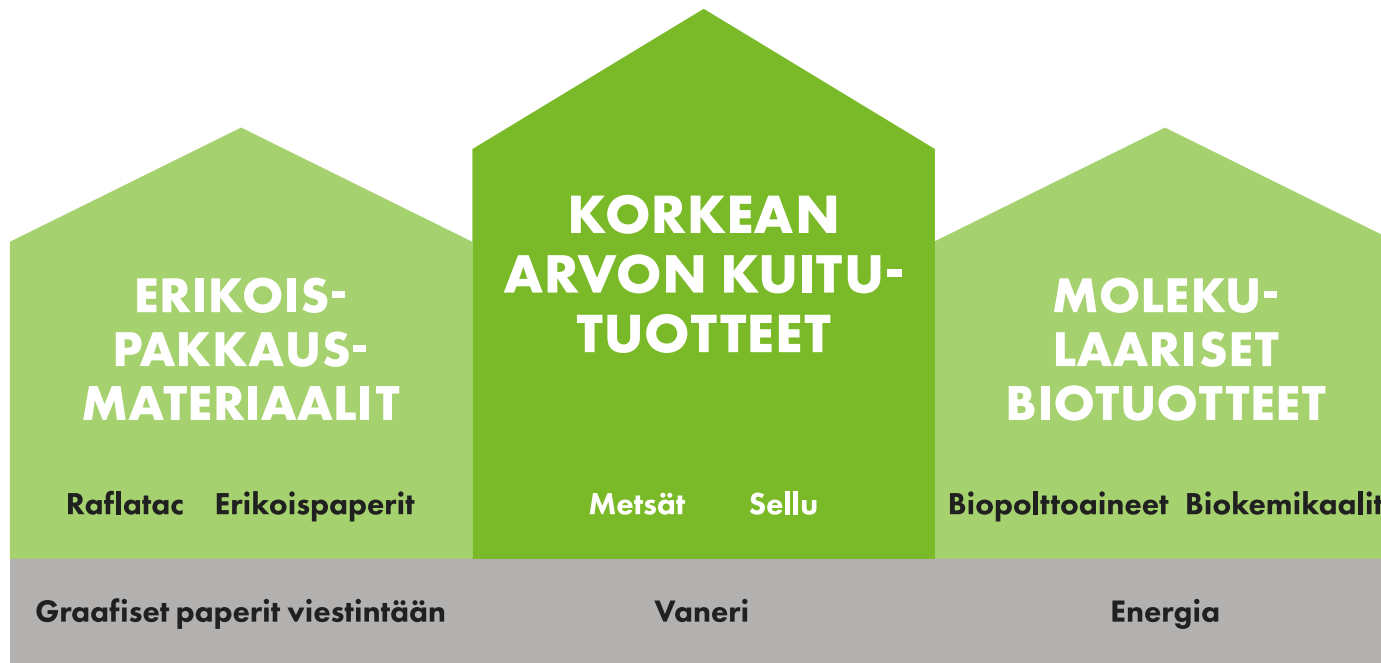 ERIKOIS-
PAKKAUS-
MATERIAALIT
Raflatac Erikoispaperit
KORKEAN
ARVON KUITU-
TUOTTEET
Metsät Sellu
MOLEKU-
LAARISET
BIOTUOTTEET
Biopolttoaineet Biokemikaalit
Graafiset paperit viestintään
Vaneri
Energia